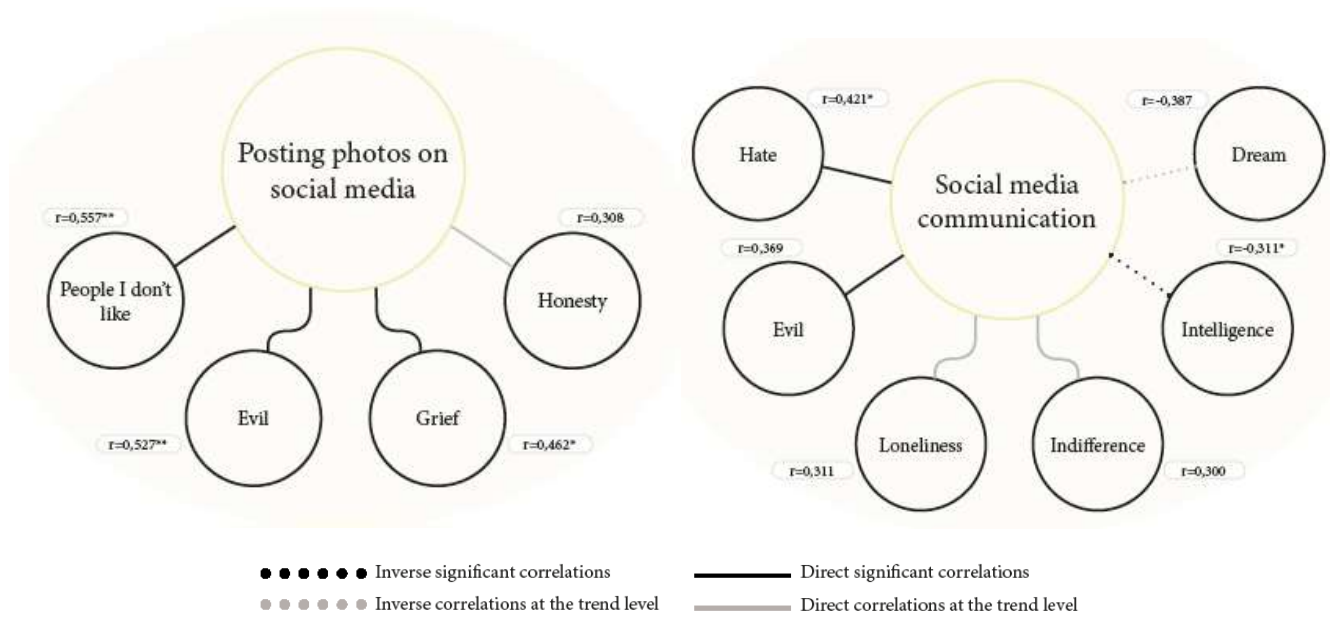 Posting photos on
social media
r=0,557**
People I don't
like
r=0,308
Honesty
Evil
r=0,527**
Grief
r=0,462*
Social media
communication
Hate
r=0,421*
r=-0,387
Dream
r=0,369
Evil
r=-0,311*
Intelligence
Loneliness
r=0,311
Indifference
r=0,300
Inverse significant correlations
Direct significant correlations
Inverse correlations at the trend level
Direct correlations at the trend level